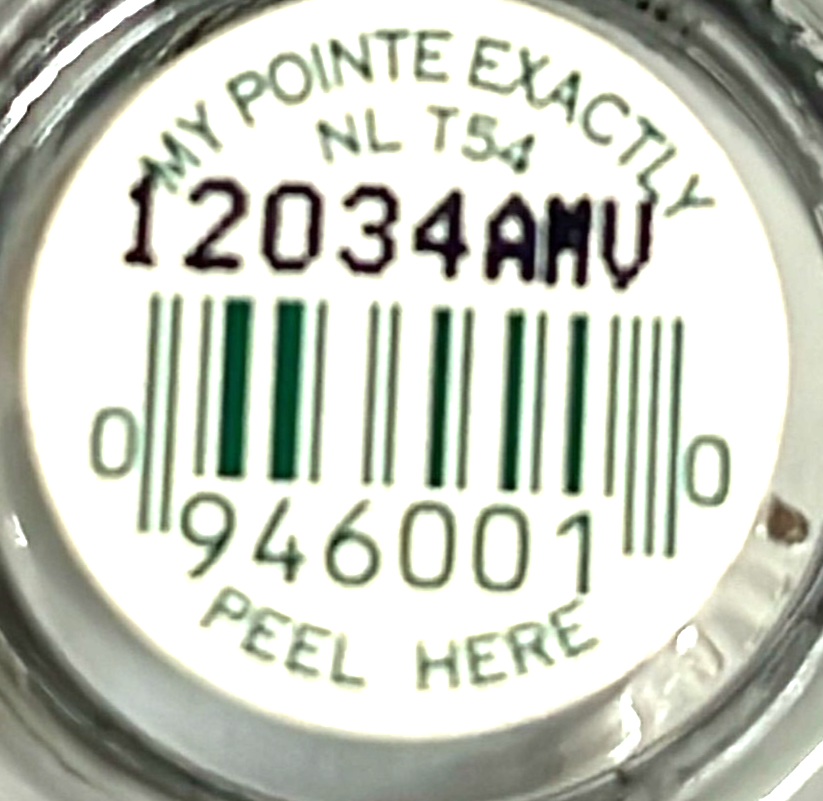 MY POINTE EXACTLY
NL T54
12034AMV
0 946001 0
PEEL HERE